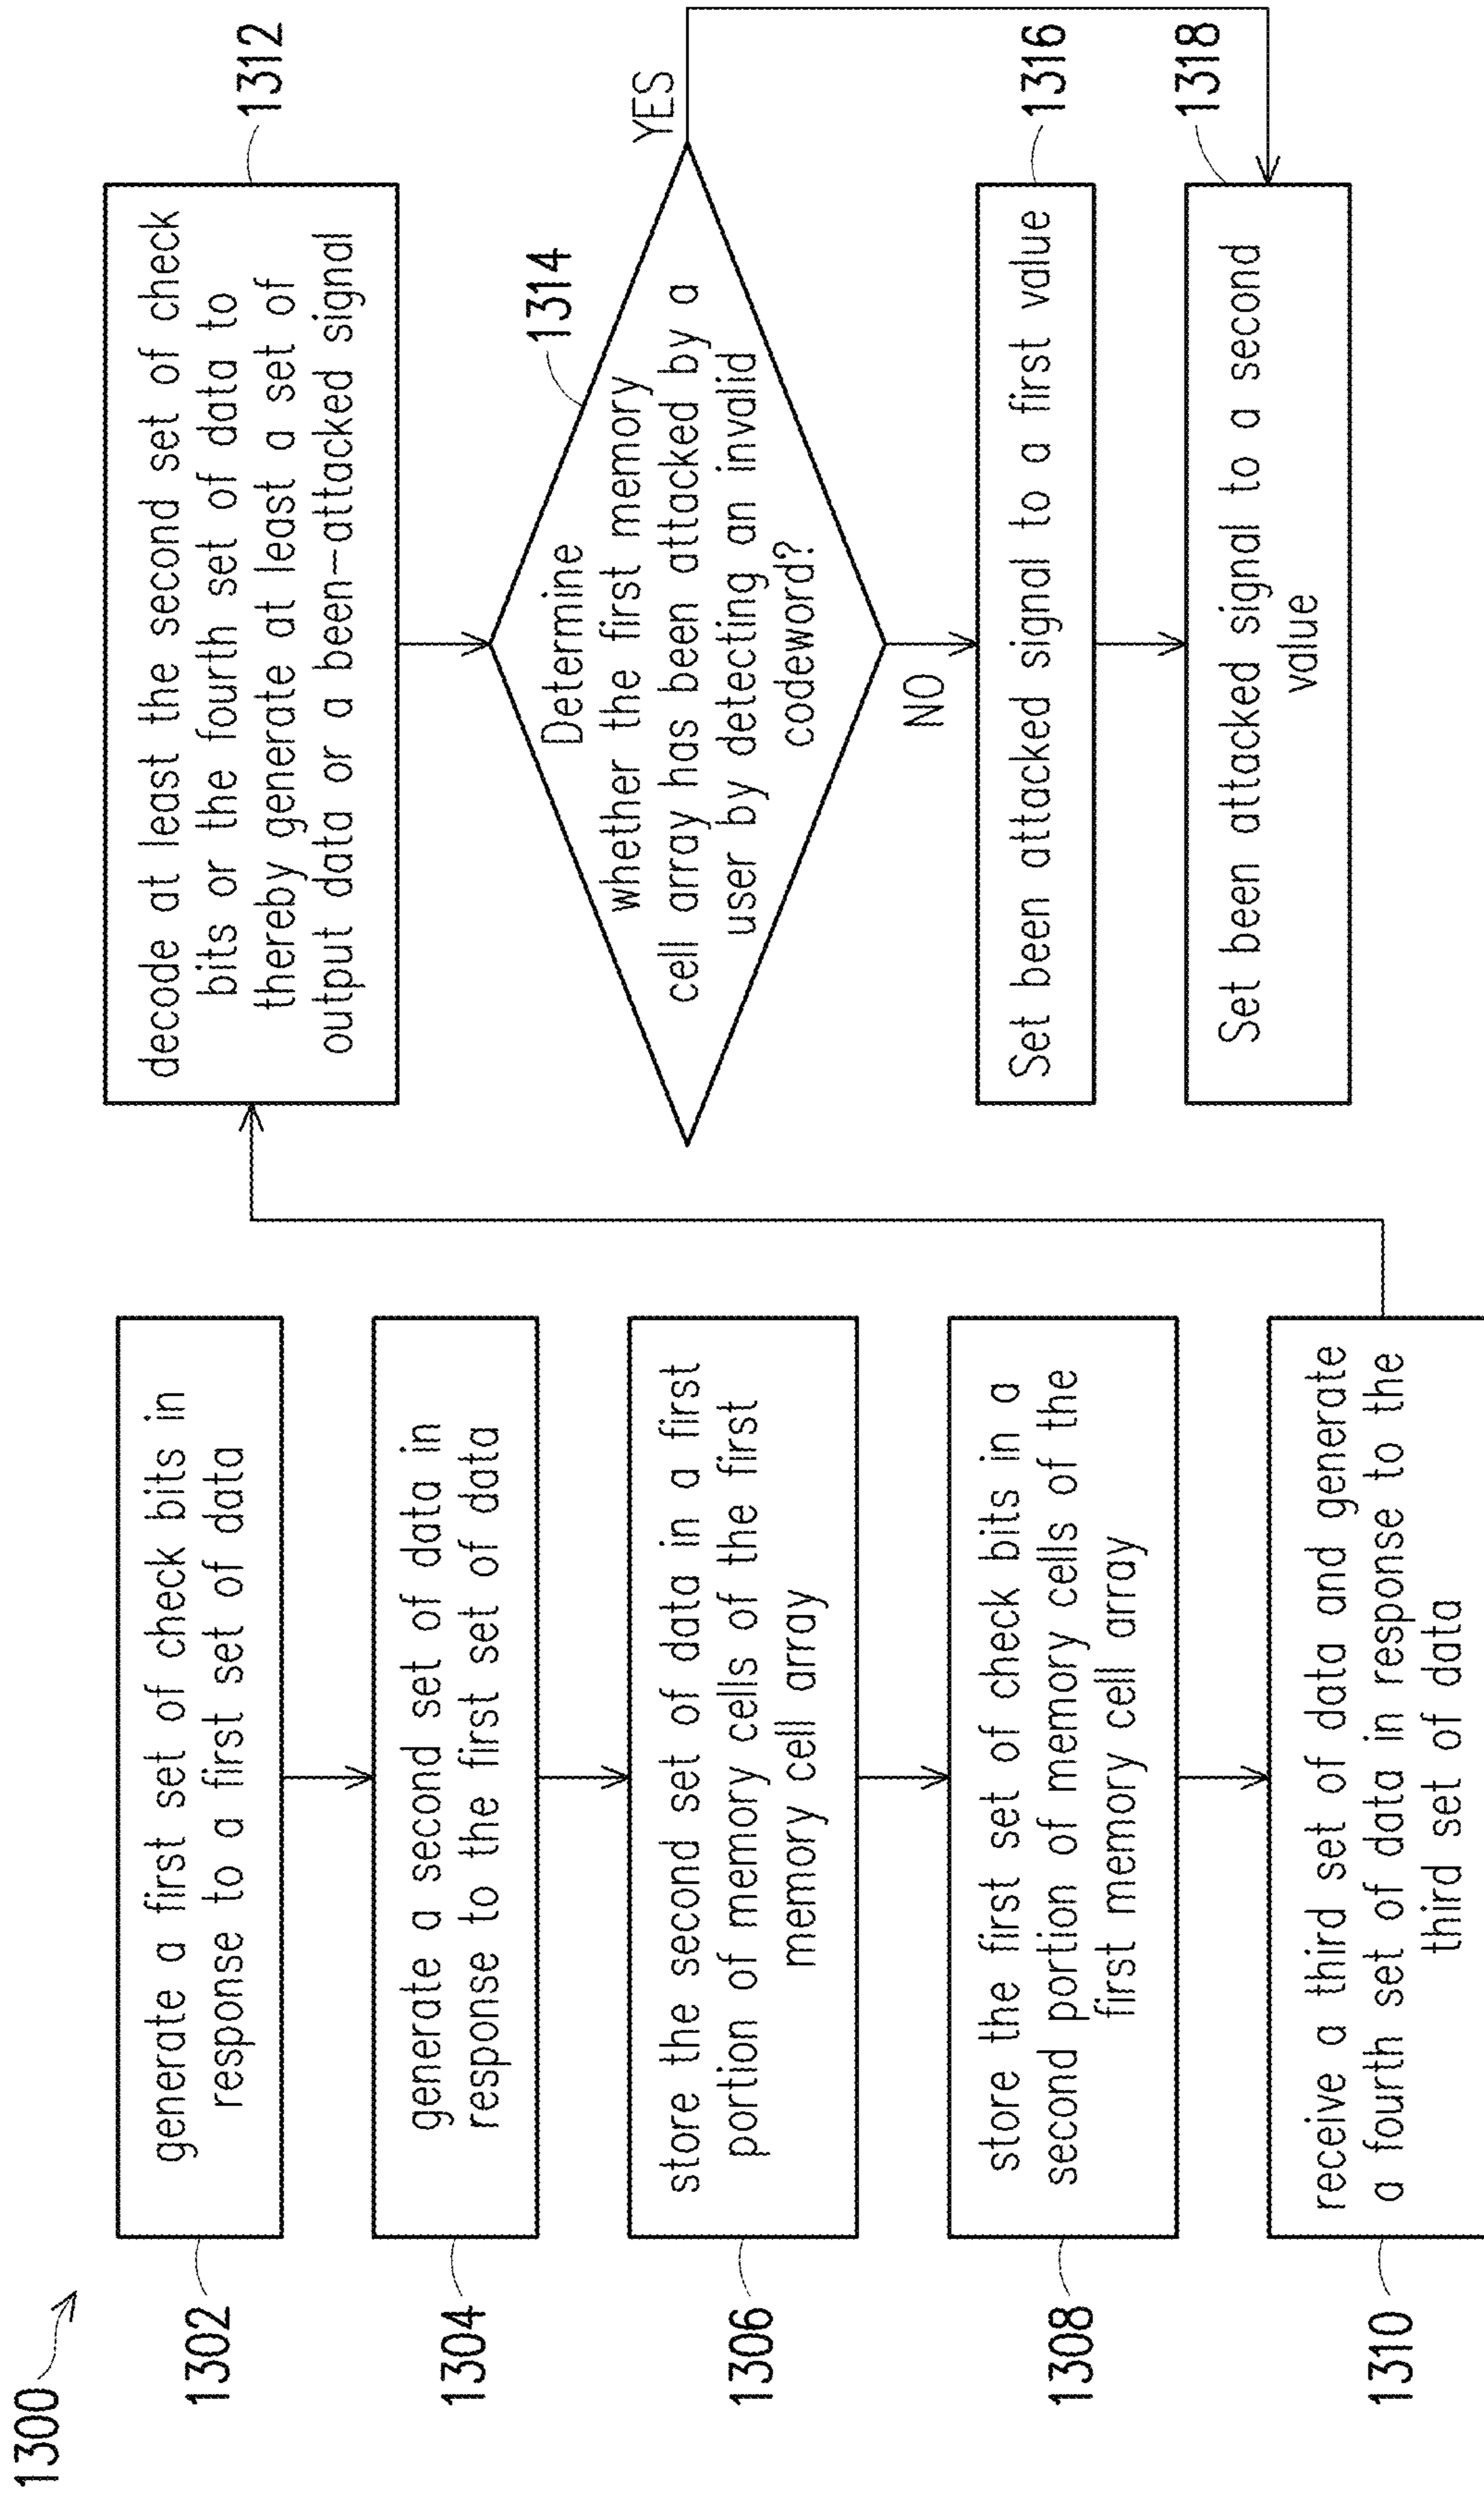 1300
1302
generate a first set of check bits in
response to a first set of data
1304
generate a second set of data in
response to the first set of data
1306
store the second set of data in a first
portion of memory cells of the first
memory cell array
1308
store the first set of check bits in a
second portion of memory cells of the
first memory cell array
1310
receive a third set of data and generate
a fourth set of data in response to the
third set of data
1312
decode at least the second set of check
bits or the fourth set of data to
thereby generate at least a set of
output data or a been-attacked signal
1314
Determine
whether the first memory
cell array has been attacked by a
user by detecting an invalid
codeword?
YES
NO
1316
Set been attacked signal to a first value
1318
Set been attacked signal to a second
value